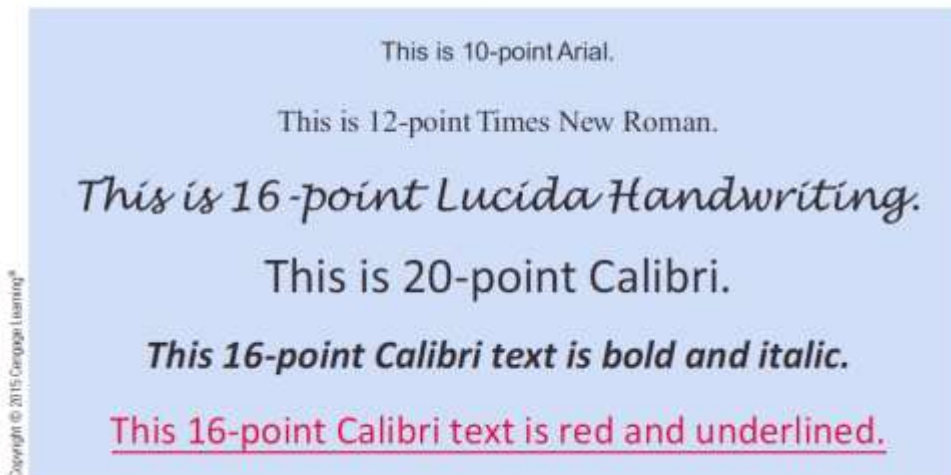 This is 10-point Arial.
This is 12-point Times New Roman.
This is 16-point Lucida Handwriting.
This is 20-point Calibri.
This 16-point Calibri text is bold and italic.
This 16-point Calibri text is red and underlined.
Copyright © 2015 Cengage Learning®